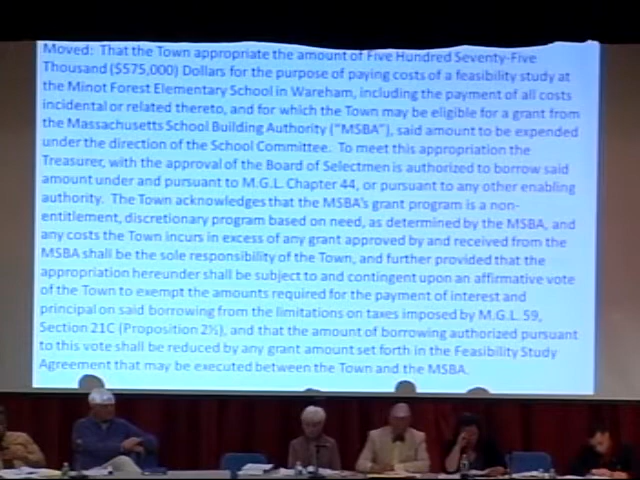 Moved:  That the Town appropriate the amount of Five Hundred Seventy-Five
Thousand ($575,000) Dollars for the purpose of paying costs of a feasibility study at
the Minot Forest Elementary School in Wareham, including the payment of all costs
incidental or related thereto, and for which the Town may be eligible for a grant from
the Massachusetts School Building Authority ("MSBA"), said amount to be expended
under the direction of the School Committee.  To meet this appropriation the
Treasurer, with the approval of the Board of Selectmen is authorized to borrow said
amount under and pursuant to M.G.L. Chapter 44, or pursuant to any other enabling
authority.  The Town acknowledges that the MSBA's grant program is a non-
entitlement, discretionary program based on need, as determined by the MSBA, and
any costs the Town incurs in excess of any grant approved by and received from the
MSBA shall be the sole responsibility of the Town, and further provided that the
appropriation hereunder shall be subject to and contingent upon an affirmative vote
of the Town to exempt the amounts required for the payment of interest and
principal on said borrowing from the limitations on taxes imposed by M.G.L. 59,
Section 21C (Proposition 2½), and that the amount of borrowing authorized pursuant
to this vote shall be reduced by any grant amount set forth in the Feasibility Study
Agreement that may be executed between the Town and the MSBA.